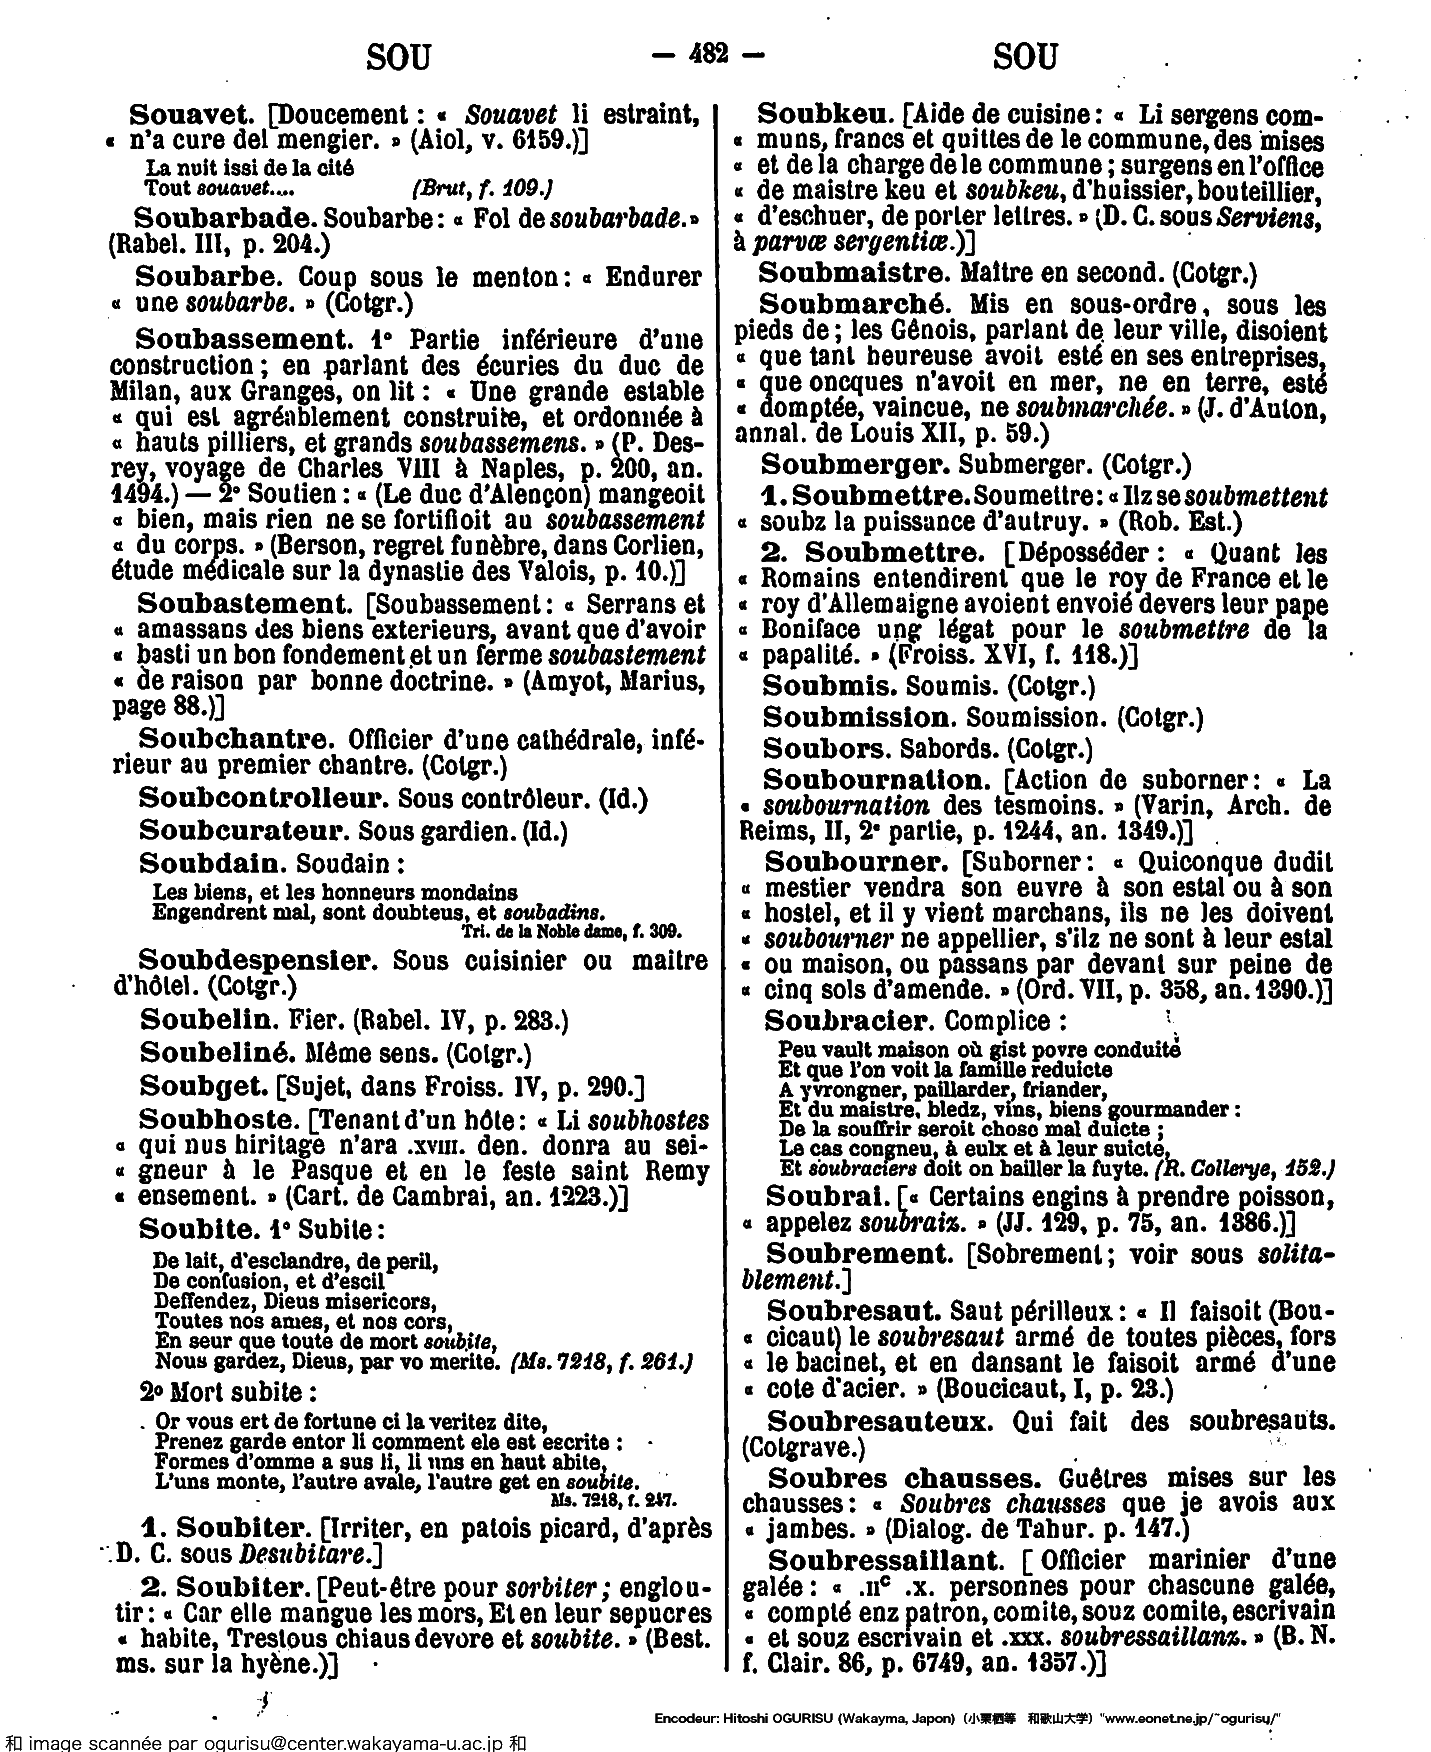 SOU — 482 — SOU
Souavet. [Doucement : « Souavet li estraint,
« n'a cure del mengier. » (Aiol, v. 6159.)]
La nuit issi de la cité
Tout souavet.... (Brut, f. 109.)
Soubarbade. Soubarbe : « Fol de soubarbade. »
(Rabel. III, p. 204.)
Soubarbe. Coup sous le menton : « Endurer
« une soubarbe. » (Cotgr.)
Soubassement. 1° Partie inférieure d'une
construction ; en parlant des écuries du duc de
Milan, aux Granges, on lit : « Une grande estable
« qui est agréablement construite, et ordonnée à
« hauts pilliers, et grands soubassemens. » (P. Des-
rey, voyage de Charles VIII à Naples, p. 200, an.
1494.) — 2° Soutien : « (Le duc d'Alençon) mangeoit
« bien, mais rien ne se fortifioit au soubassement
« du corps. » (Berson, regret funèbre, dans Corlien,
étude médicale sur la dynastie des Valois, p. 10.)]
Soubastement. [Soubassement : « Serrans et
« amassans des biens exterieurs, avant que d'avoir
« basti un bon fondement et un ferme soubastement
« de raison par bonne doctrine. » (Amyot, Marius,
page 88.)]
Soubchantre. Officier d'une cathédrale, infé-
rieur au premier chantre. (Cotgr.)
Soubcontrolleur. Sous contrôleur. (Id.)
Soubcurateur. Sous gardien. (Id.)
Soubdain. Soudain :
Les biens, et les honneurs mondains
Engendrent mal, sont doubteus, et soubadins.
Tri. de la Noble dame, f. 309.
Soubdespensier. Sous cuisinier ou maitre
d'hôtel. (Cotgr.)
Soubelin. Fier. (Rabel. IV, p. 283.)
Soubeliné. Même sens. (Cotgr.)
Soubget. [Sujet, dans Froiss. IV, p. 290.]
Soubhoste. [Tenant d'un hôte : « Li soubhostes
« qui nus hiritage n'ara .xviii. den. donra au sei-
« gneur à le Pasque et en le feste saint Remy
« ensement. » (Cart. de Cambrai, an. 1223.)]
Soubite. 1° Subite :
De lait, d'esclandre, de peril,
De confusion, et d'escil
Deffendez, Dieus misericors,
Toutes nos ames, et nos cors,
En seur que toute de mort soubite,
Nous gardez, Dieus, par vo merite. (Ms. 7218, f. 261.)
2° Mort subite :
Or vous ert de fortune ci la veritez dite,
Prenez garde entor li comment ele est escrite :
Formes d'omme a sus li, li uns en haut abite,
L'uns monte, l'autre avale, l'autre get en soubite.
Ms. 7218, f. 247.
1. Soubiter. [Irriter, en patois picard, d'après
D. C. sous Desubitare.]
2. Soubiter. [Peut-être pour sorbiter ; englou-
tir : « Car elle mangue les mors, Et en leur sepucres
« habite, Trestous chiaus devore et soubite. » (Best.
ms. sur la hyène.)]
Soubkeu. [Aide de cuisine : « Li sergens com-
« muns, francs et quittes de le commune, des mises
« et de la charge de le commune ; surgens en l'office
« de maistre keu et soubkeu, d'huissier, bouteillier,
« d'eschuer, de porter lettres. » (D. C. sous Serviens,
à parvæ sergentiæ.)]
Soubmaistre. Maître en second. (Cotgr.)
Soubmarché. Mis en sous-ordre, sous les
pieds de ; les Gênois, parlant de leur ville, disoient
« que tant heureuse avoit esté en ses entreprises,
« que oncques n'avoit en mer, ne en terre, esté
« domptée, vaincue, ne soubmarchée. » (J. d'Auton,
annal. de Louis XII, p. 59.)
Soubmerger. Submerger. (Cotgr.)
1. Soubmettre. Soumettre : « Ilz se soubmettent
« soubz la puissance d'autruy. » (Rob. Est.)
2. Soubmettre. [Déposséder : « Quant les
« Romains entendirent que le roy de France et le
« roy d'Allemaigne avoient envoié devers leur pape
« Boniface ung légat pour le soubmettre de la
« papalité. » (Froiss. XVI, f. 118.)]
Soubmis. Soumis. (Cotgr.)
Soubmission. Soumission. (Cotgr.)
Soubors. Sabords. (Cotgr.)
Soubournation. [Action de suborner : « La
« soubournation des tesmoins. » (Varin, Arch. de
Reims, II, 2e partie, p. 1244, an. 1349.)]
Soubourner. [Suborner : « Quiconque dudit
« mestier vendra son euvre à son estal ou à son
« hostel, et il y vient marchans, ils ne les doivent
« soubourner ne appellier, s'ilz ne sont à leur estal
« ou maison, ou passans par devant sur peine de
« cinq sols d'amende. » (Ord. VII, p. 358, an. 1390.)]
Soubracier. Complice :
Peu vault maison où gist povre conduité
Et que l'on voit la famille reduicte
A yvrongner, paillarder, friander,
Et du maistre, bledz, vins, biens gourmander :
De la souffrir seroit chose mal duicte ;
Le cas congneu, à eulx et à leur suicte,
Et soubraciers doit on bailler la fuyte. (R. Collerye, 152.)
Soubrai. [« Certains engins à prendre poisson,
« appelez soubraiz. » (JJ. 129, p. 75, an. 1386.)]
Soubrement. [Sobrement ; voir sous solita-
blement.]
Soubresaut. Saut périlleux : « Il faisoit (Bou-
« cicaut) le soubresaut armé de toutes pièces, fors
« le bacinet, et en dansant le faisoit armé d'une
« cote d'acier. » (Boucicaut, I, p. 23.)
Soubresauteux. Qui fait des soubresauts.
(Cotgrave.)
Soubres chausses. Guêtres mises sur les
chausses : « Soubres chausses que je avois aux
« jambes. » (Dialog. de Tahur. p. 147.)
Soubressaillant. [ Officier marinier d'une
galée : « .IIc .x. personnes pour chascune galée,
« compté enz patron, comite, souz comite, escrivain
« et souz escrivain et .xxx. soubressaillanz. » (B. N.
f. Clair. 86, p. 6749, an. 1357.)]
Encodeur: Hitoshi OGURISU (Wakayma, Japon) (小栗栖等 和歌山大学) "www.eonet.ne.jp/~ogurisu/"
和 image scannée par ogurisu@center.wakayama-u.ac.jp 和